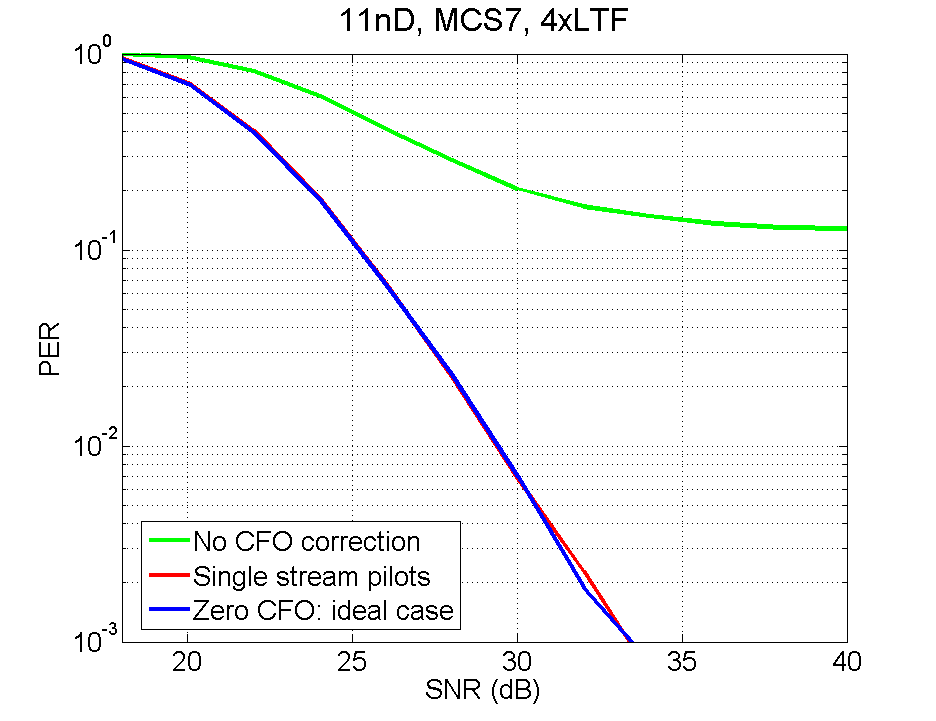 11nD, MCS7, 4xLTF
10^0
10^-1
10^-2
10^-3
PER
No CFO correction
Single stream pilots
Zero CFO: ideal case
20 25 30 35 40
SNR (dB)